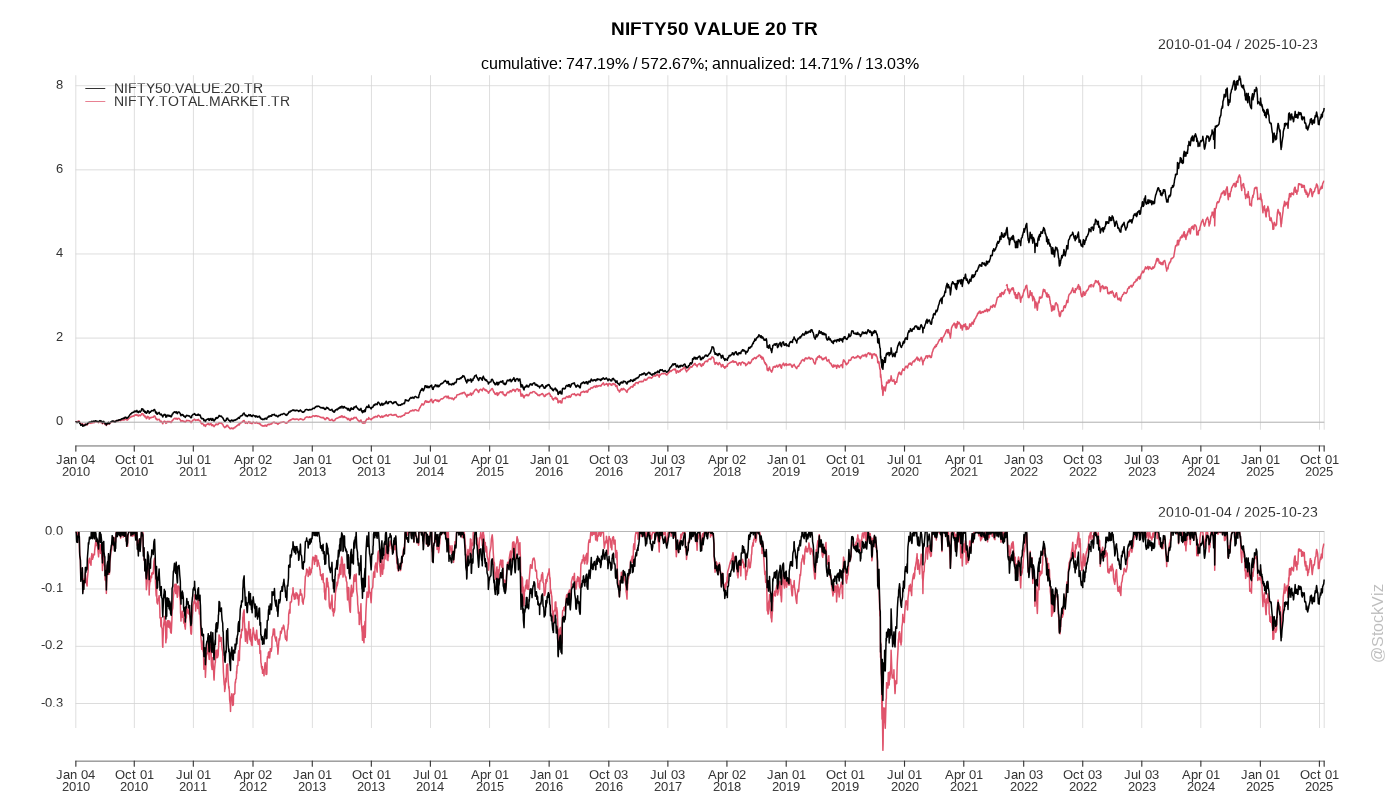 NIFTY50 VALUE 20 TR
2010-01-04 / 2025-10-23
cumulative: 747.19% / 572.67%; annualized: 14.71% / 13.03%
NIFTY50.VALUE.20.TR
NIFTY.TOTAL.MARKET.TR
8
6
4
2
0
Jan 04 Oct 01 Jul 01 Apr 02 Jan 01 Oct 01 Jul 01 Apr 01 Jan 01 Oct 03 Jul 03 Apr 02 Jan 01 Oct 01 Jul 01 Apr 01 Jan 03 Oct 03 Jul 03 Apr 01 Jan 01 Oct 01
2010 2010 2011 2012 2013 2013 2014 2015 2016 2016 2017 2018 2019 2019 2020 2021 2022 2022 2023 2024 2025 2025
2010-01-04 / 2025-10-23
0.0
-0.1
-0.2
-0.3
Jan 04 Oct 01 Jul 01 Apr 02 Jan 01 Oct 01 Jul 01 Apr 01 Jan 01 Oct 03 Jul 03 Apr 02 Jan 01 Oct 01 Jul 01 Apr 01 Jan 03 Oct 03 Jul 03 Apr 01 Jan 01 Oct 01
2010 2010 2011 2012 2013 2013 2014 2015 2016 2016 2017 2018 2019 2019 2020 2021 2022 2022 2023 2024 2025 2025
@StockViz